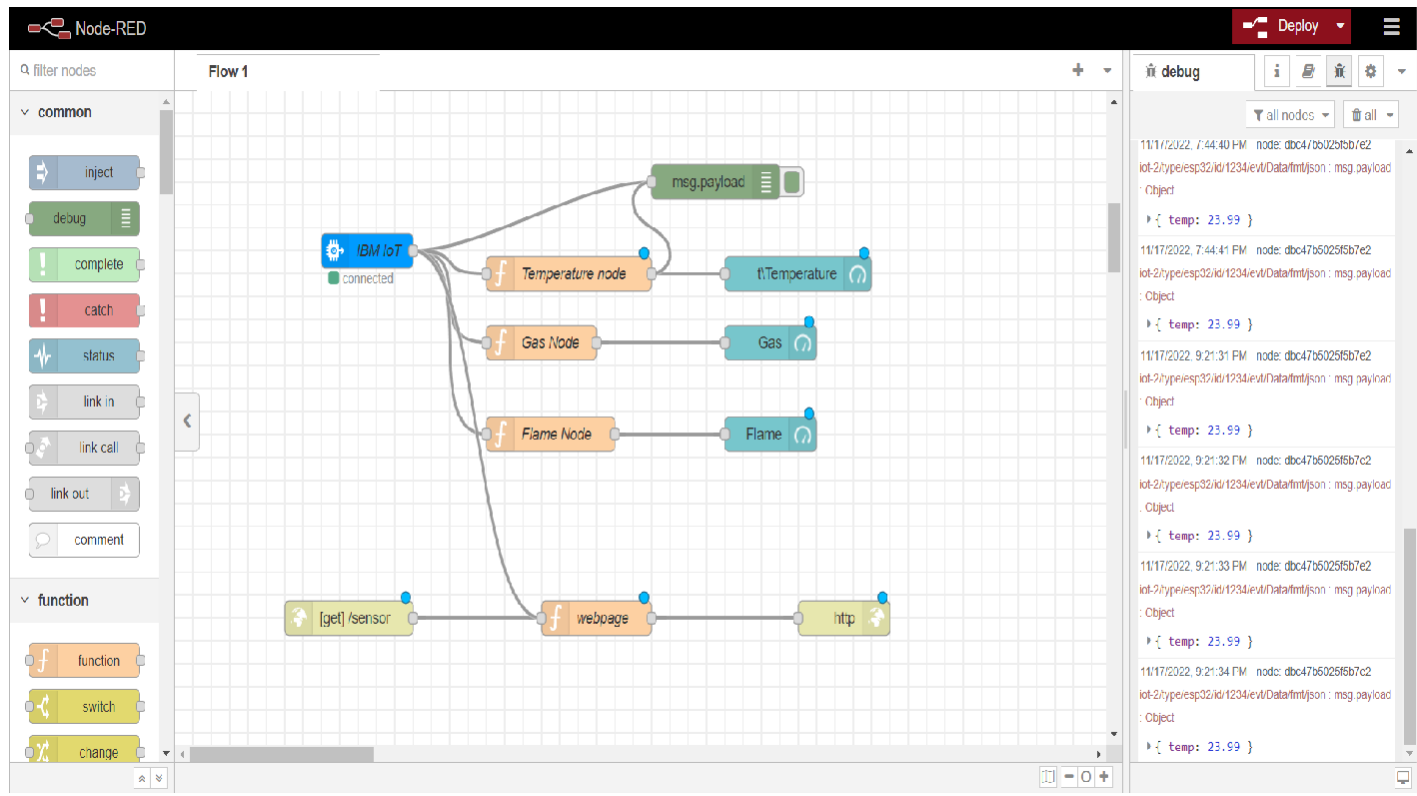 Node-RED
Deploy
filter nodes
common
inject
debug
complete
catch
status
link in
link call
link out
comment
function
function
switch
change
Flow 1
msg.payload
IBM IoT
connected
Temperature node
t\Temperature
Gas Node
Gas
Flame Node
Flame
[get] /sensor
webpage
http
debug
all nodes
all
11/17/2022, 7:44:40 PM node: dbc47b5025f5b7e2
iot-2/type/esp32/id/1234/evt/Data/fmt/json : msg.payload
: Object
{ temp: 23.99 }
11/17/2022, 7:44:41 PM node: dbc47b5025f5b7e2
iot-2/type/esp32/id/1234/evt/Data/fmt/json : msg.payload
: Object
{ temp: 23.99 }
11/17/2022, 9:21:31 PM node: dbc47b5025f5b7e2
iot-2/type/esp32/id/1234/evt/Data/fmt/json : msg.payload
: Object
{ temp: 23.99 }
11/17/2022, 9:21:32 PM node: dbc47b5025f5b7e2
iot-2/type/esp32/id/1234/evt/Data/fmt/json : msg.payload
: Object
{ temp: 23.99 }
11/17/2022, 9:21:33 PM node: dbc47b5025f5b7e2
iot-2/type/esp32/id/1234/evt/Data/fmt/json : msg.payload
: Object
{ temp: 23.99 }
11/17/2022, 9:21:34 PM node: dbc47b5025f5b7e2
iot-2/type/esp32/id/1234/evt/Data/fmt/json : msg.payload
: Object
{ temp: 23.99 }